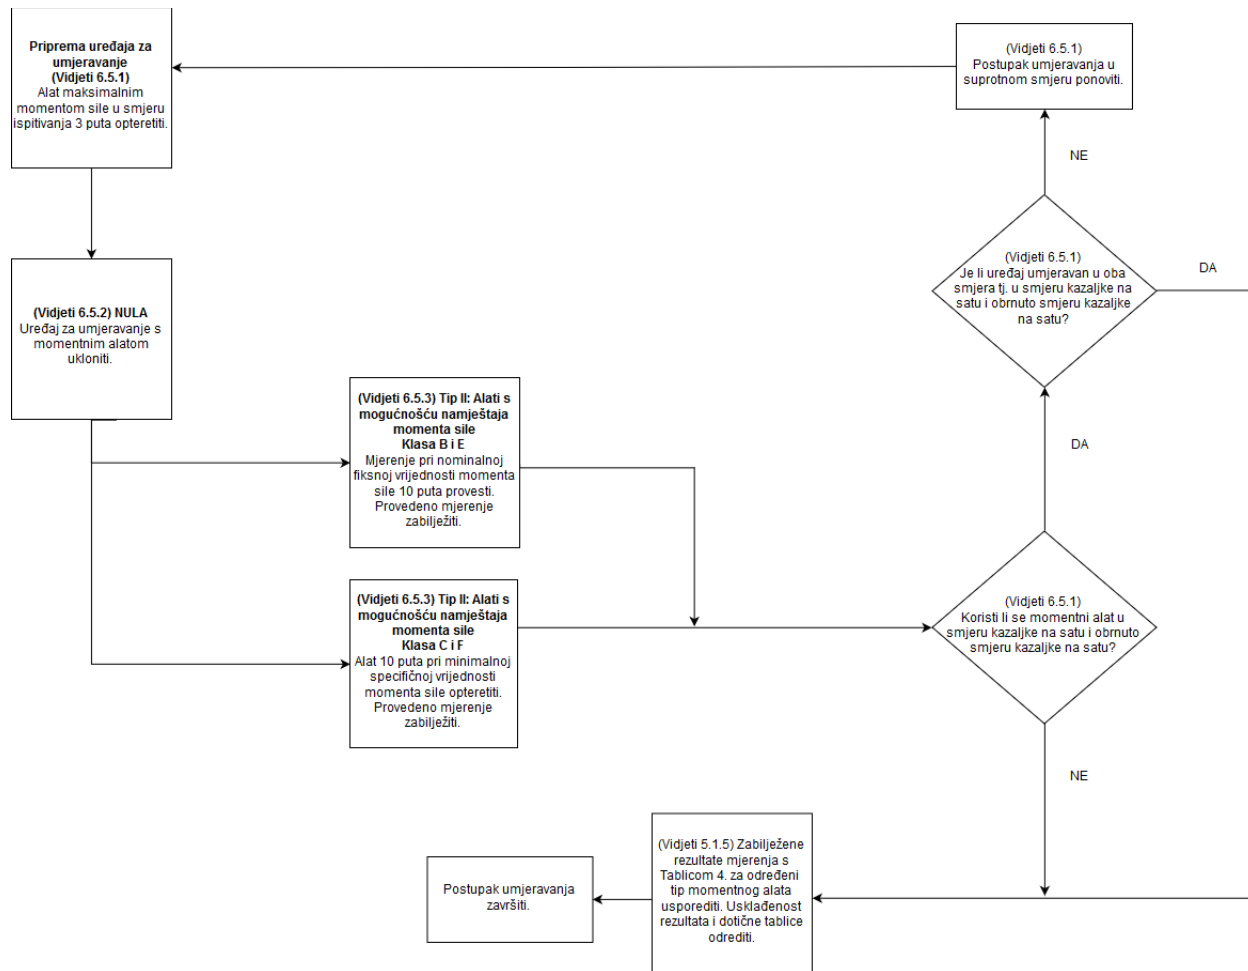 Priprema uređaja za
umjeravanje
(Vidjeti 6.5.1)
Alat maksimalnim
momentom sile u smjeru
ispitivanja 3 puta opteretiti.
(Vidjeti 6.5.1)
Postupak umjeravanja u
suprotnom smjeru ponoviti.
NE
(Vidjeti 6.5.1)
Je li uređaj umjeravan u oba
smjera tj. u smjeru kazaljke na
satu i obrnuto smjeru kazaljke
na satu?
DA
(Vidjeti 6.5.2) NULA
Uređaj za umjeravanje s
momentnim alatom
ukloniti.
(Vidjeti 6.5.3) Tip II: Alati s
mogućnošću namještaja
momenta sile
Klasa B i E
Mjerenje pri nominalnoj
fiksnoj vrijednosti momenta
sile 10 puta provesti.
Provedeno mjerenje
zabilježiti.
DA
(Vidjeti 6.5.3) Tip II: Alati s
mogućnošću namještaja
momenta sile
Klasa C i F
Alat 10 puta pri minimalnoj
specifičnoj vrijednosti
momenta sile opteretiti.
Provedeno mjerenje
zabilježiti.
(Vidjeti 6.5.1)
Koristi li se momentni alat u
smjeru kazaljke na satu i obrnuto
smjeru kazaljke na satu?
NE
(Vidjeti 5.1.5) Zabilježene
rezultate mjerenja s
Tablicom 4. za određeni
tip momentnog alata
usporediti. Usklađenost
rezultata i dotične tablice
odrediti.
Postupak umjeravanja
završiti.